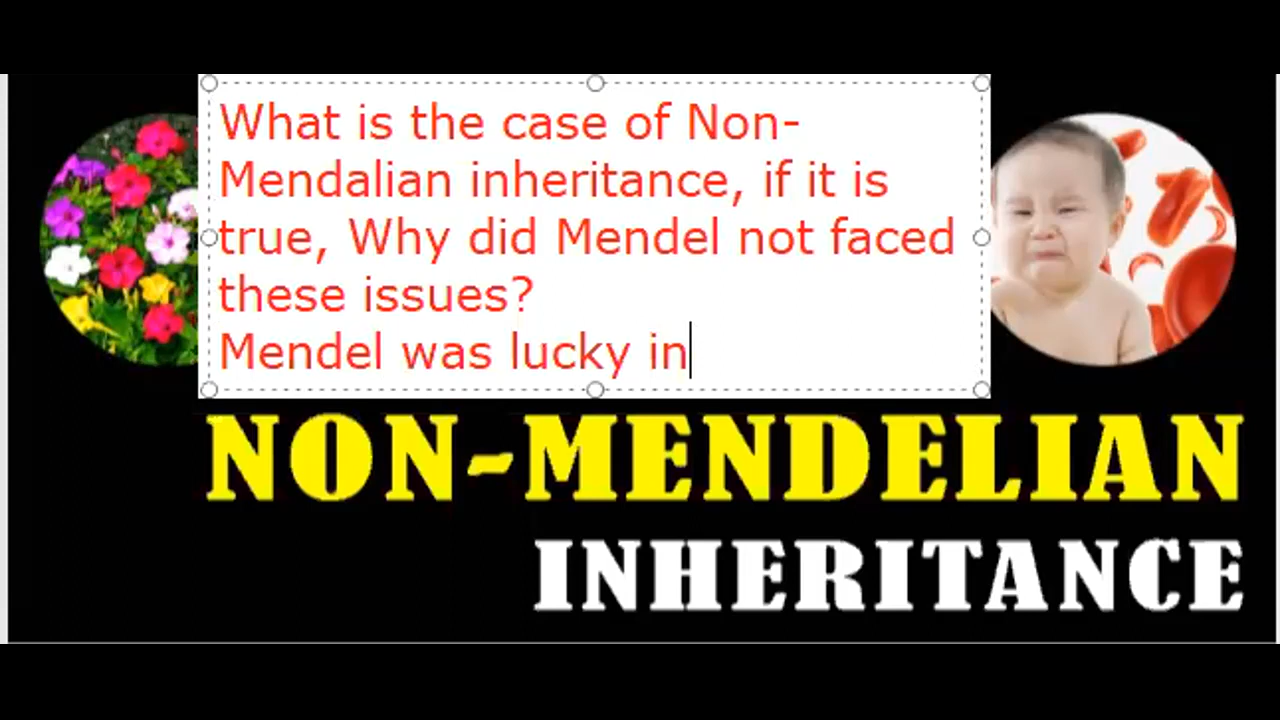 What is the case of Non-
Mendalian inheritance, if it is
true, Why did Mendel not faced
these issues?
Mendel was lucky in
NON-MENDELIAN
INHERITANCE